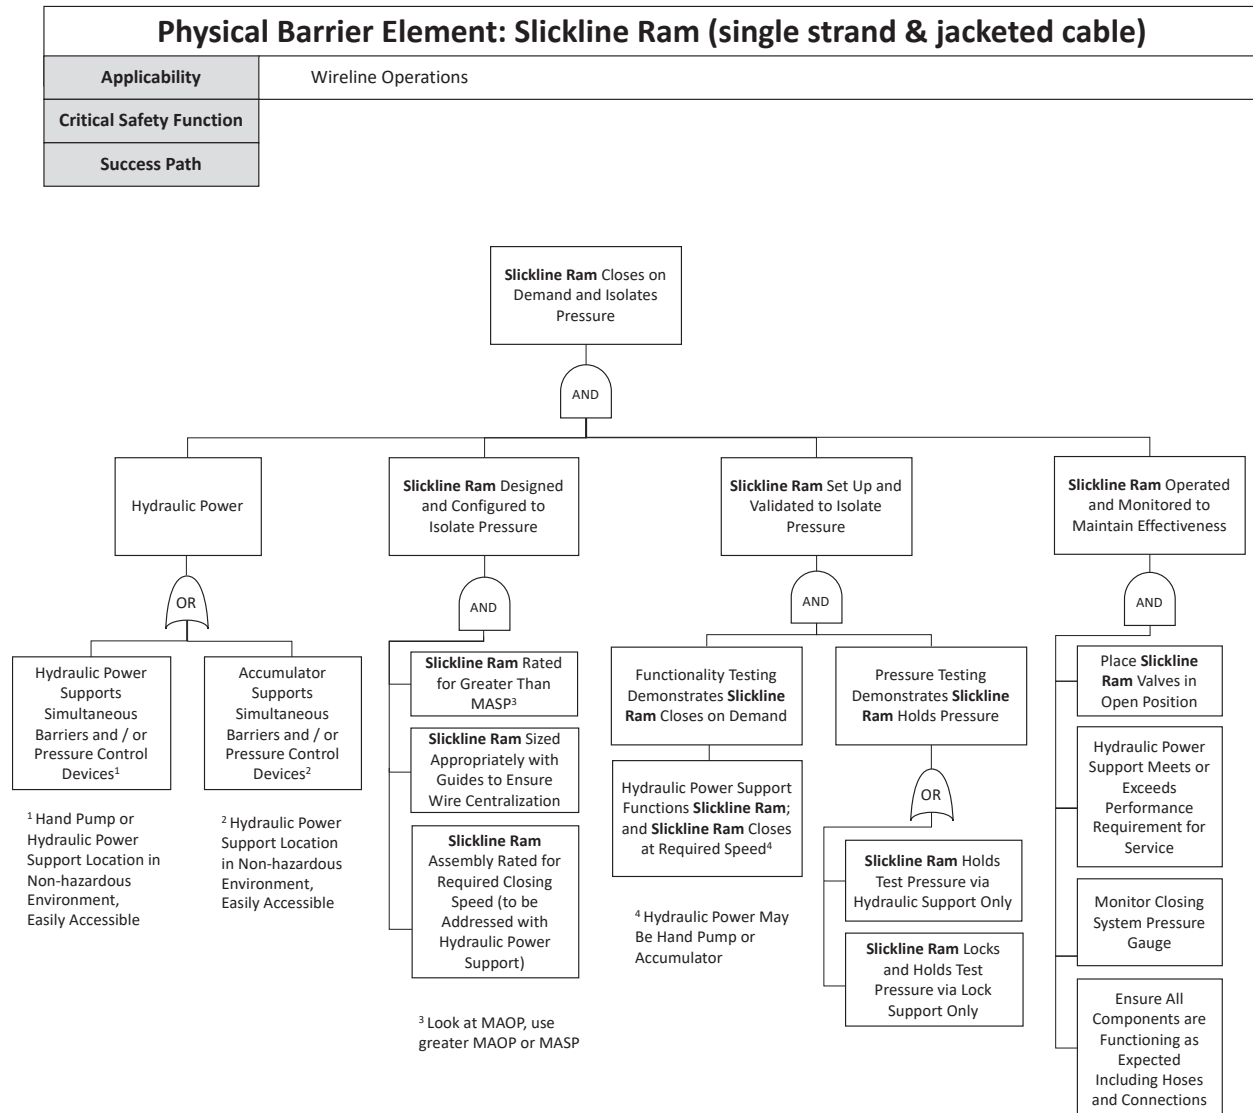 Physical Barrier Element: Slickline Ram (single strand & jacketed cable)
Applicability
Wireline Operations
Critical Safety Function
Success Path
Slickline Ram Closes on
Demand and Isolates
Pressure
AND
Hydraulic Power
Slickline Ram Designed
and Configured to
Isolate Pressure
Slickline Ram Set Up and
Validated to Isolate
Pressure
Slickline Ram Operated
and Monitored to
Maintain Effectiveness
OR
AND
AND
AND
Hydraulic Power
Supports
Simultaneous
Barriers and / or
Pressure Control
Devices1
Accumulator
Supports
Simultaneous
Barriers and / or
Pressure Control
Devices2
1 Hand Pump or
Hydraulic Power
Support Location in
Non-hazardous
Environment,
Easily Accessible
2 Hydraulic Power
Support Location
in Non-hazardous
Environment,
Easily Accessible
Slickline Ram Rated
for Greater Than
MASP3
Slickline Ram Sized
Appropriately with
Guides to Ensure
Wire Centralization
Slickline Ram
Assembly Rated for
Required Closing
Speed (to be
Addressed with
Hydraulic Power
Support)
3 Look at MAOP, use
greater MAOP or MASP
Functionality Testing
Demonstrates Slickline
Ram Closes on Demand
Hydraulic Power Support
Functions Slickline Ram;
and Slickline Ram Closes
at Required Speed4
4 Hydraulic Power May
Be Hand Pump or
Accumulator
Pressure Testing
Demonstrates Slickline
Ram Holds Pressure
OR
Slickline Ram Holds
Test Pressure via
Hydraulic Support Only
Slickline Ram Locks
and Holds Test
Pressure via Lock
Support Only
Place Slickline
Ram Valves in
Open Position
Hydraulic Power
Support Meets or
Exceeds
Performance
Requirement for
Service
Monitor Closing
System Pressure
Gauge
Ensure All
Components are
Functioning as
Expected
Including Hoses
and Connections